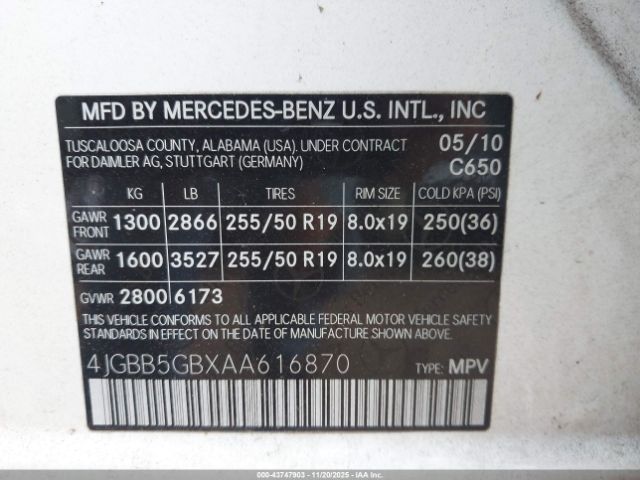 MFD BY MERCEDES-BENZ U.S. INTL., INC
TUSCALOOSA COUNTY, ALABAMA (USA). UNDER CONTRACT 05/10
FOR DAIMLER AG, STUTTGART (GERMANY) C650
KG LB TIRES RIM SIZE COLD KPA (PSI)
GAWR FRONT 1300 2866 255/50 R19 8.0x19 250(36)
GAWR REAR 1600 3527 255/50 R19 8.0x19 260(38)
GVWR 2800 6173
THIS VEHICLE CONFORMS TO ALL APPLICABLE U.S. FEDERAL MOTOR VEHICLE SAFETY
STANDARDS IN EFFECT ON THE DATE OF MANUFACTURE SHOWN ABOVE.
4JGBB5GBXAA616870 TYPE: MPV
000-43747903 - 11/20/2025 - IAAI.com